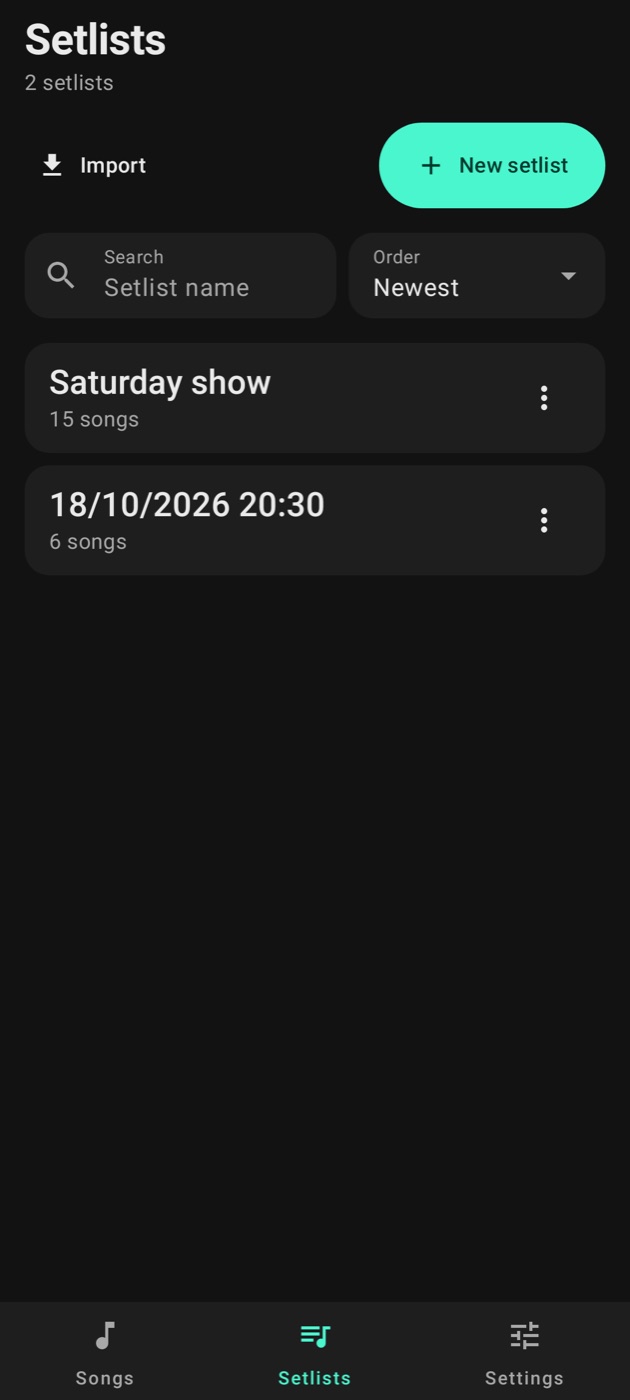 Setlists
2 setlists
Import
New setlist
Search
Setlist name
Order
Newest
Saturday show
15 songs
18/10/2026 20:30
6 songs
Songs
Setlists
Settings